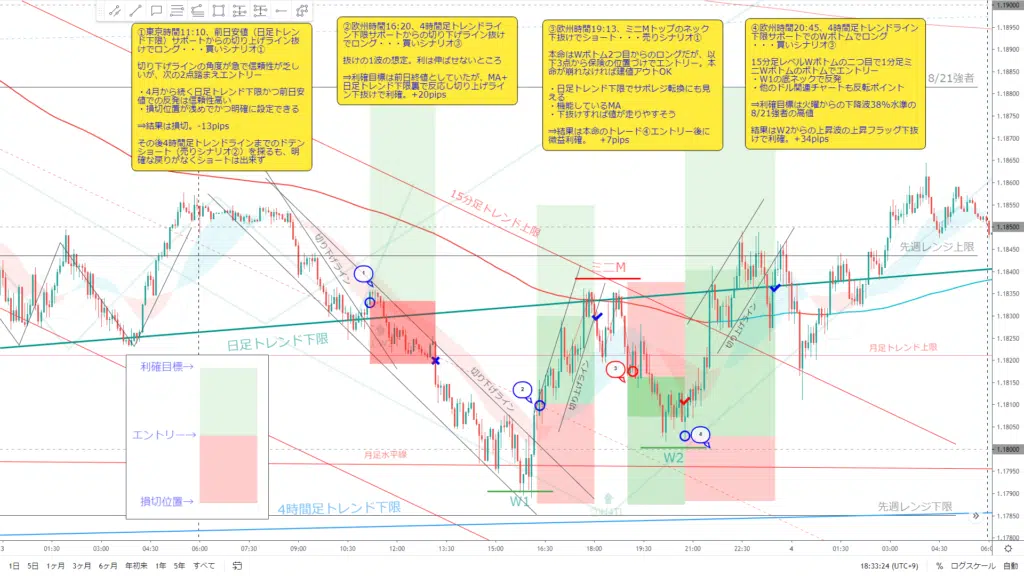 ①東京時間11:10、前日安値(日足トレ
ンド下限)サポートからの切り上げライン抜
けでロング・・・買いシナリオ①
切り下げラインの角度が急で信頼性が乏し
いが、次の2点踏まえエントリー
・4月から続く日足トレンド下限かつ前日安
値での反発は信頼性高い
・損切位置が浅めでかつ明確に設定できる
⇒結果は損切。-13pips
その後4時間足トレンドラインまでのドテン
ショート(売りシナリオ②)を探るも、明
確な戻りがなくショートは出来ず
②欧州時間16:20、4時間足トレンドライ
ン下限サポートからの切り下げライン抜け
でロング・・・買いシナリオ③
抜けの1波の想定。利は伸ばせないところ
⇒利確目標は前日終値としていたが、MA+
日足トレンド下限裏で反応し切り上げライ
ン下抜けで利確。+20pips
③欧州時間19:13、ミニMトップのネック
下抜けでショート・・・売りシナリオ①
本命はWボトム2つ目からのロングだが、以
下3点から保険の位置づけでエントリー。本
命が崩れなければ建値アウトOK
・日足トレンド下限でサポレジ転換にも見
える
・機能しているMA
・下抜けすれば値が走りやすそう
⇒結果は本命のトレード④エントリー後に
微益利確。 +7pips
④欧州時間20:45、4時間足トレンドライン
下限サポートでのWボトムでロング
・・・買いシナリオ③
15分足レベルWボトムの二つ目で1分足ミ
ニWボトムのボトムでエントリー
・W1の底ネックで反発
・他のドル関連チャートも反転ポイント
⇒利確目標は火曜からの下降波38%水準の
8/21強者の高値
結果はW2からの上昇波の上昇フラッグ下抜
けで利確。+34pips
8/21強者
15分足トレンド上限
先週レンジ上限
切り下げライン
ミニM
日足トレンド下限
月足トレンド上限
切り下げライン
切り上げライン
切り上げライン
利確目標→
エントリー→
損切位置→
1
2
3
4
月足水平線
W1
W2
4時間足トレンド下限
先週レンジ下限
1.19000
1.18950
1.18900
1.18850
1.18800
1.18750
1.18700
1.18650
1.18600
1.18550
1.18500
1.18450
1.18400
1.18350
1.18300
1.18250
1.18200
1.18150
1.18100
1.18050
1.18000
1.17950
1.17900
1.17850
1.17800
3 01:30 03:00 04:30 06:00 07:30 09:00 10:30 12:00 13:30 15:00 16:30 18:00 19:30 21:00 22:30 4 01:30 03:00 04:30 06:0
1日 5日 1ヶ月 3ヶ月 6ヶ月 年初来 1年 5年 すべて 18:33:24 (UTC+9) % ログスケール 自動